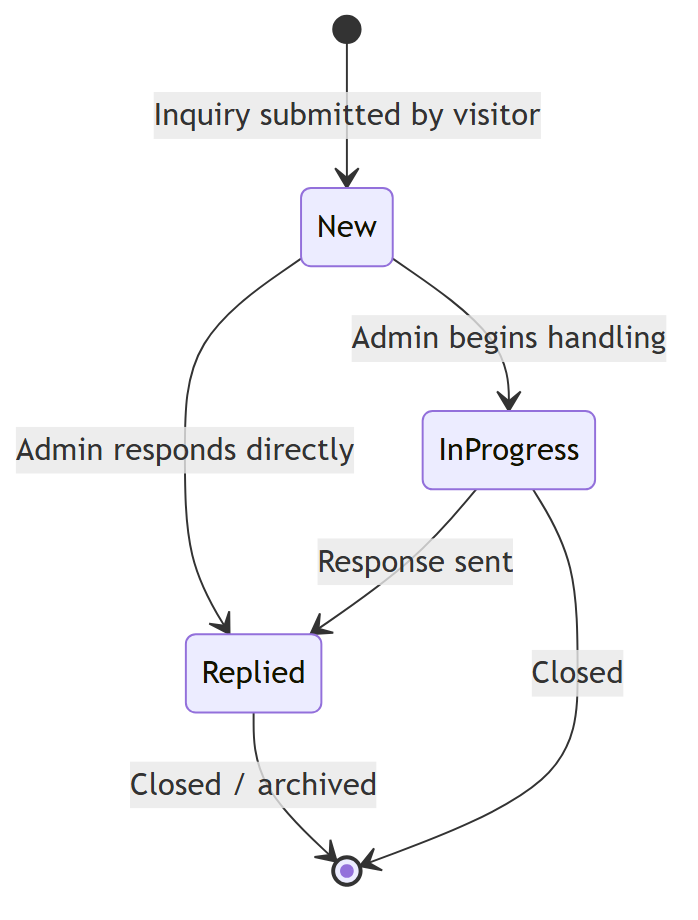 Inquiry submitted by visitor
New
Admin begins handling
Admin responds directly
InProgress
Response sent
Replied
Closed
Closed / archived